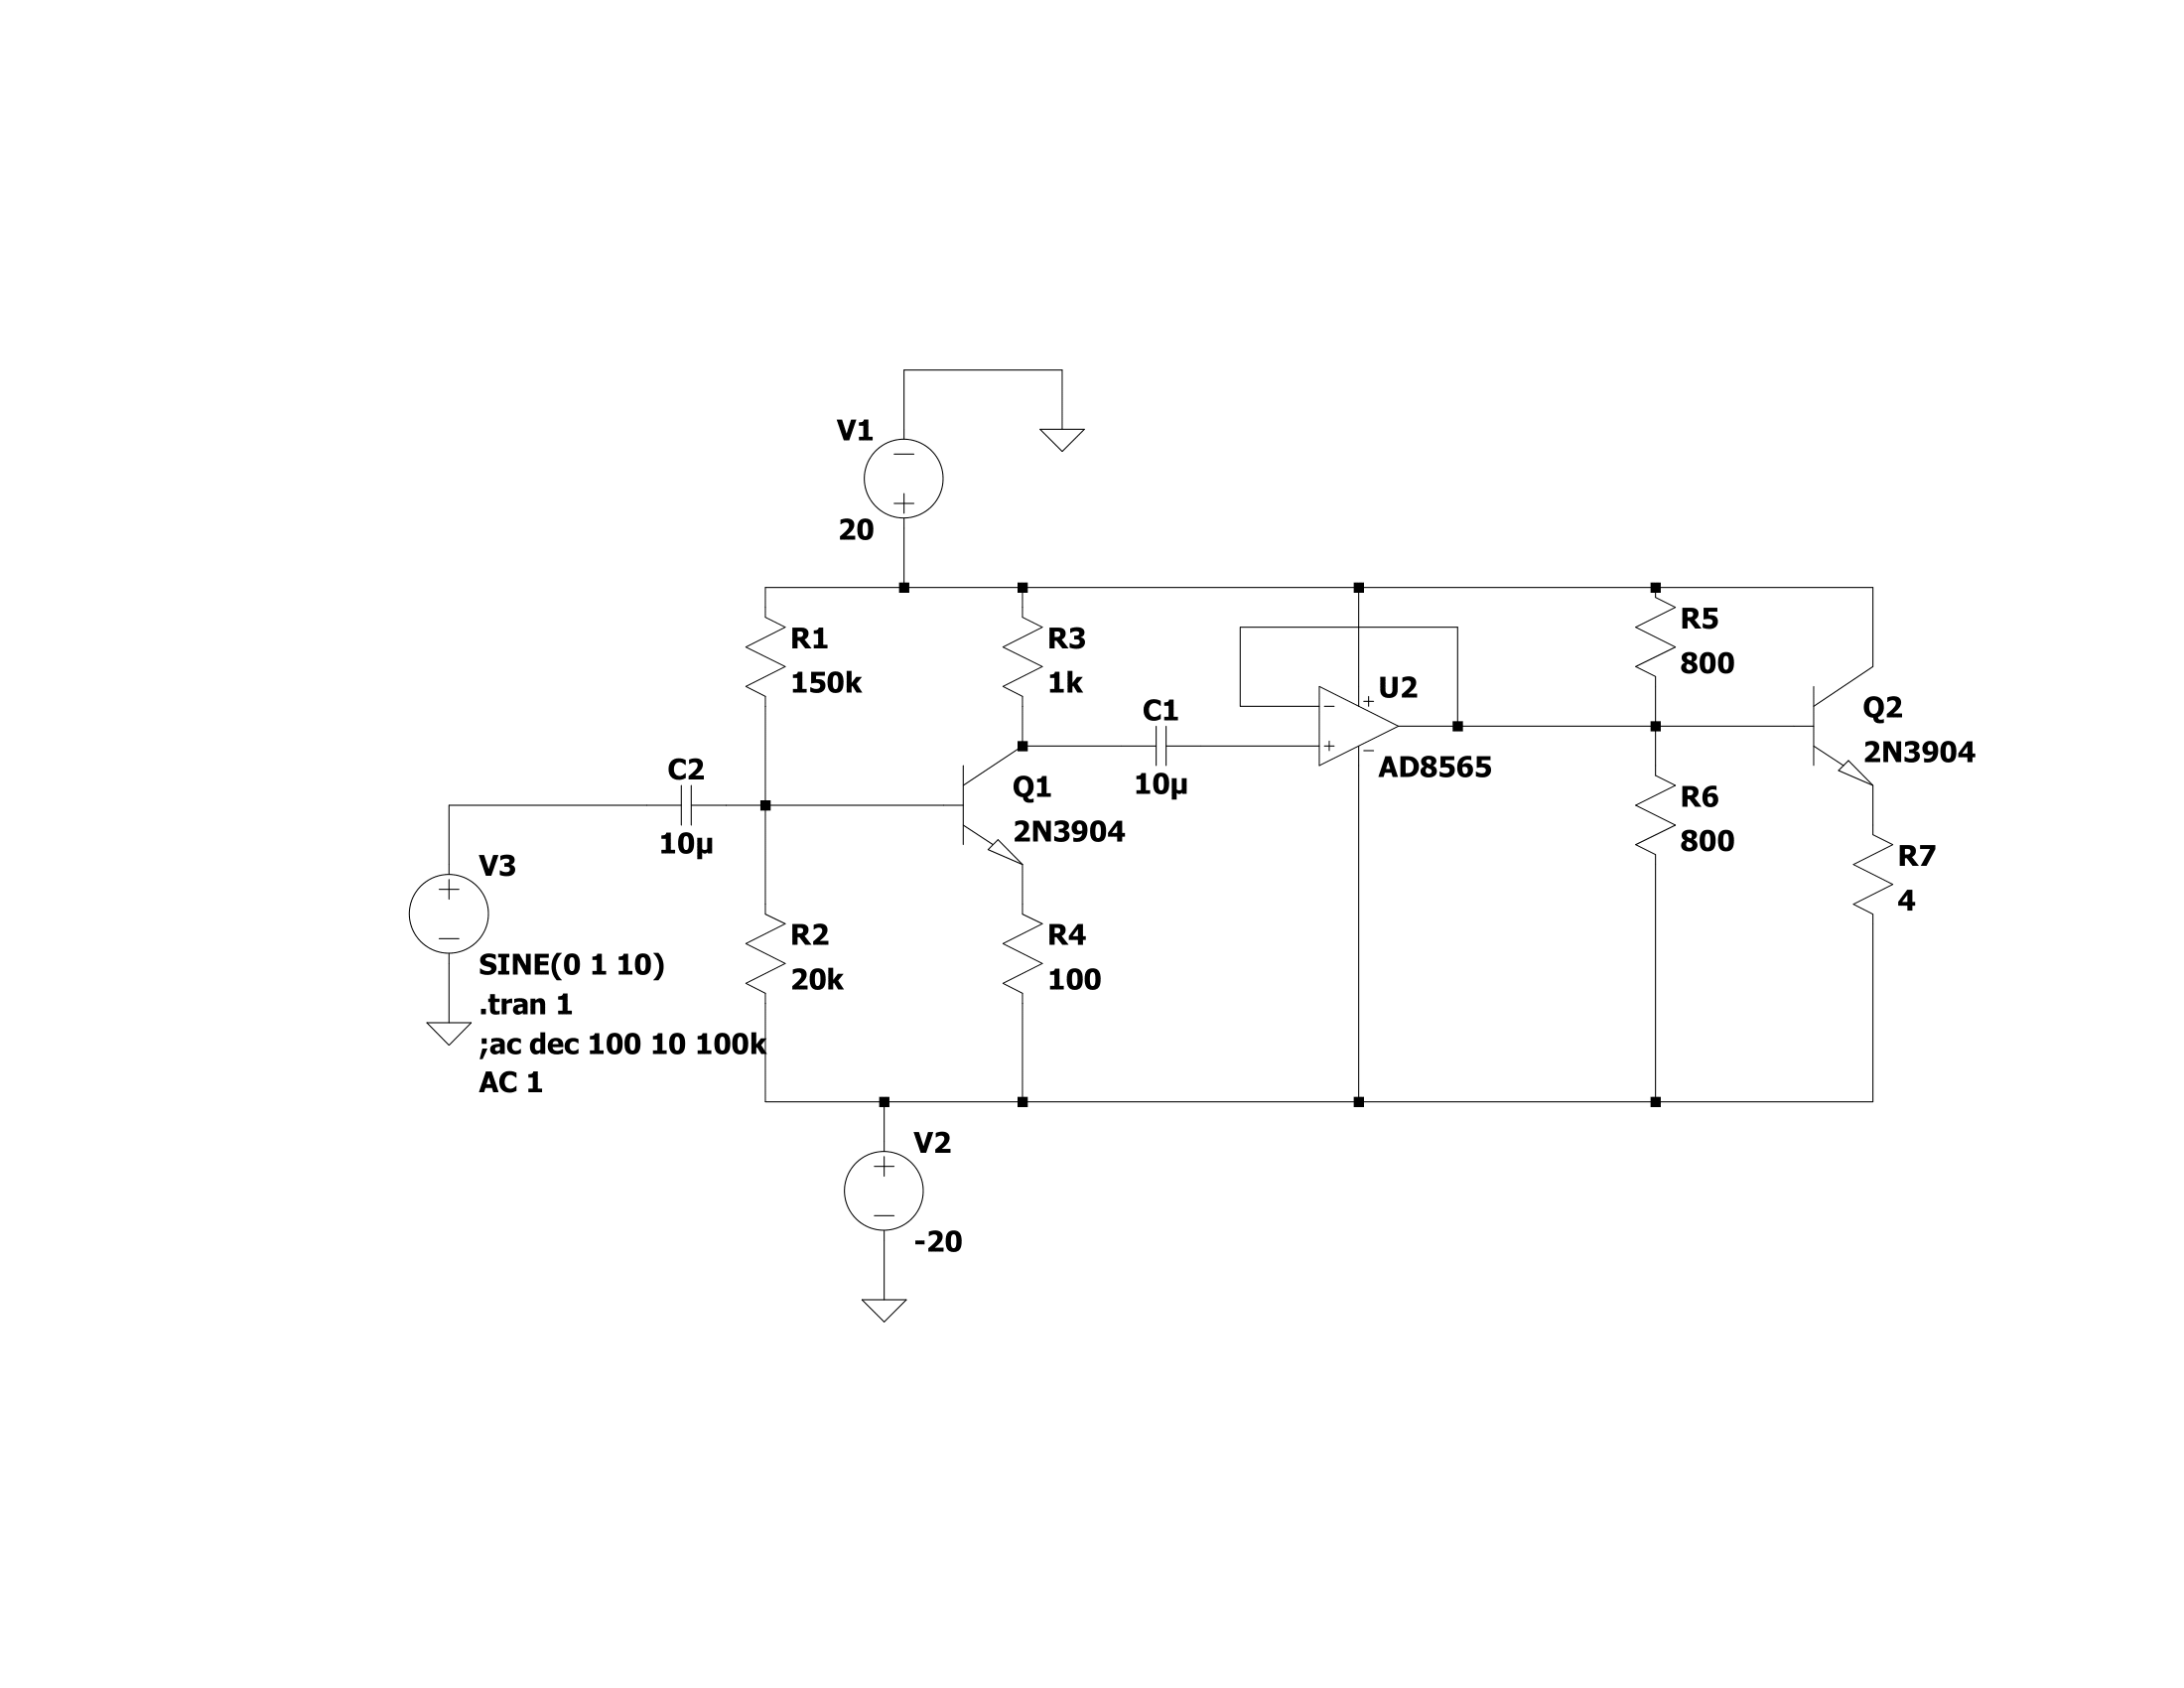 V1
20
R1
150k
R3
1k
C1
10µ
−
+
+
−
U2
AD8565
R5
800
Q2
2N3904
R6
800
R7
4
C2
10µ
Q1
2N3904
V3
R2
20k
R4
100
SINE(0 1 10)
.tran 1
;ac dec 100 10 100k
AC 1
V2
-20